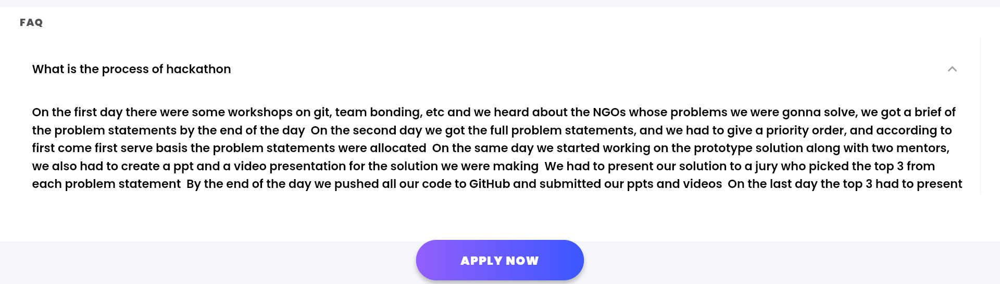 FAQ
What is the process of hackathon
On the first day there were some workshops on git, team bonding, etc and we heard about the NGOs whose problems we were gonna solve, we got a brief of
the problem statements by the end of the day  On the second day we got the full problem statements, and we had to give a priority order, and according to
first come first serve basis the problem statements were allocated  On the same day we started working on the prototype solution along with two mentors,
we also had to create a ppt and a video presentation for the solution we were making  We had to present our solution to a jury who picked the top 3 from
each problem statement  By the end of the day we pushed all our code to GitHub and submitted our ppts and videos  On the last day the top 3 had to present
APPLY NOW